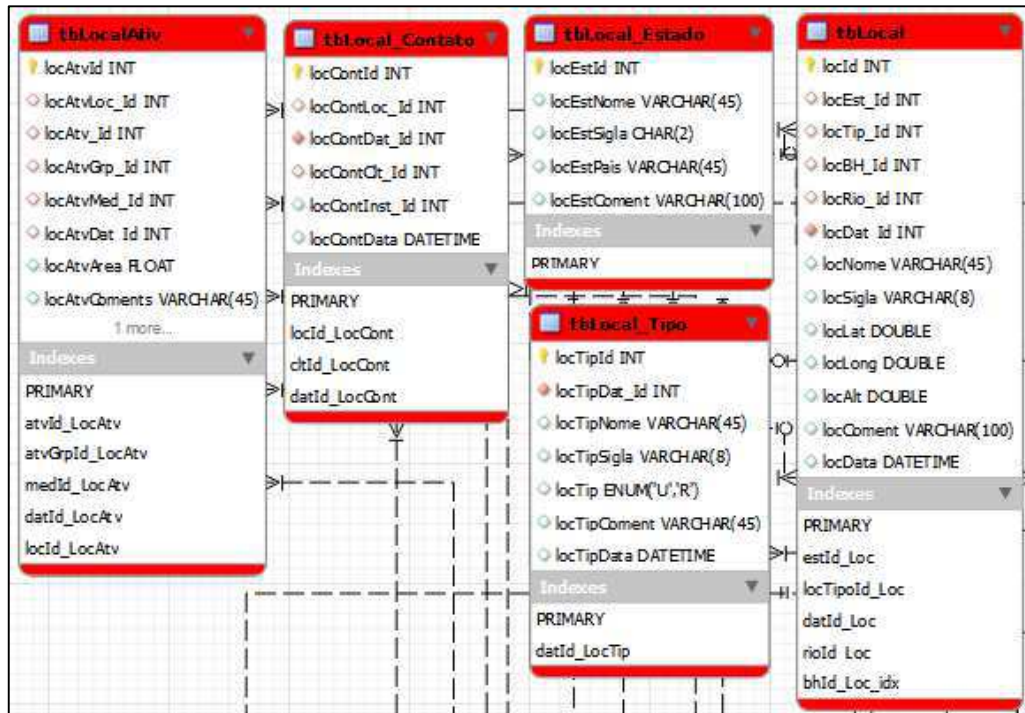 tbLocalAtiv
locAtvId INT
locAtvLoc_Id INT
locAtv_Id INT
locAtvGrp_Id INT
locAtvMed_Id INT
locAtvDat_Id INT
locAtvArea FLOAT
locAtvComents VARCHAR(45)
1 more...
Indexes
PRIMARY
atvId_LocAtv
atvGrpId_LocAtv
medId_LocAtv
datId_LocAtv
locId_LocAtv
tbLocal_Contato
locContId INT
locContLoc_Id INT
locContDat_Id INT
locContClt_Id INT
locContInst_Id INT
locContData DATETIME
Indexes
PRIMARY
locId_LocCont
cltId_LocCont
datId_LocCont
tbLocal_Estado
locEstId INT
locEstNome VARCHAR(45)
locEstSigla CHAR(2)
locEstPais VARCHAR(45)
locEstComent VARCHAR(100)
Indexes
PRIMARY
tbLocal_Tipo
locTipId INT
locTipDat_Id INT
locTipNome VARCHAR(45)
locTipSigla VARCHAR(8)
locTip ENUM('U','R')
locTipComent VARCHAR(45)
locTipData DATETIME
Indexes
PRIMARY
datId_LocTip
tbLocal
locId INT
locEst_Id INT
locTip_Id INT
locBH_Id INT
locRio_Id INT
locDat_Id INT
locNome VARCHAR(45)
locSigla VARCHAR(8)
locLat DOUBLE
locLong DOUBLE
locAlt DOUBLE
locComent VARCHAR(100)
locData DATETIME
Indexes
PRIMARY
estId_Loc
locTipoId_Loc
datId_Loc
rioId_Loc
bhId_Loc_idx